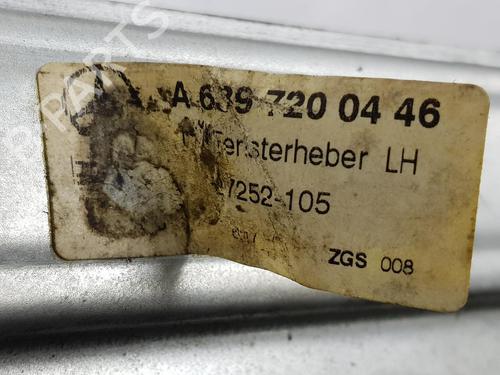 A 639 720 04 46
Fensterheber LH
7252-105
ZGS 008